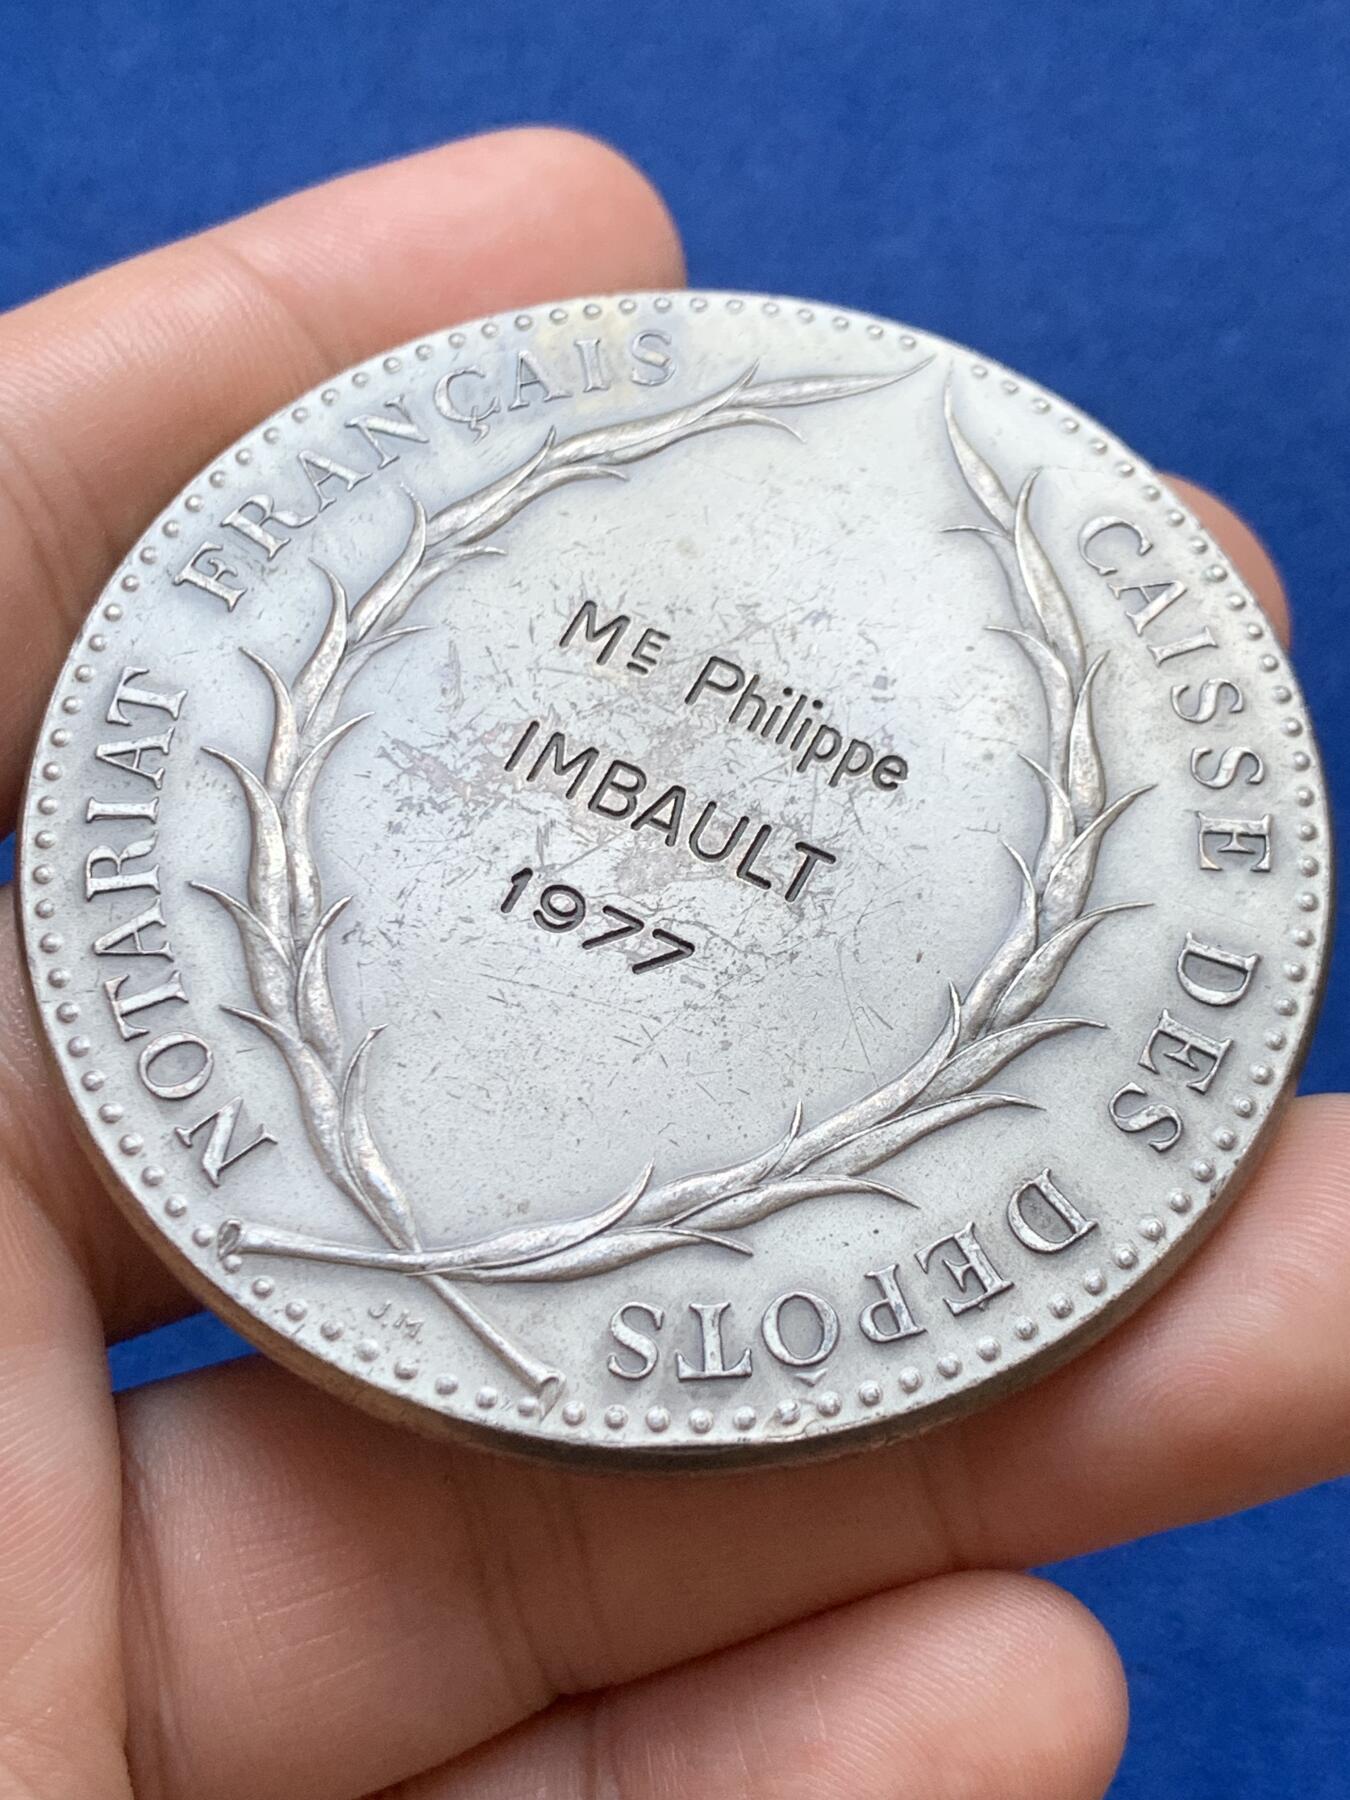 NOTARIAT FRANÇAIS
CAISSE DES DEPÔTS
Mᴱ Philippe
IMBAULT
1977
J.M.